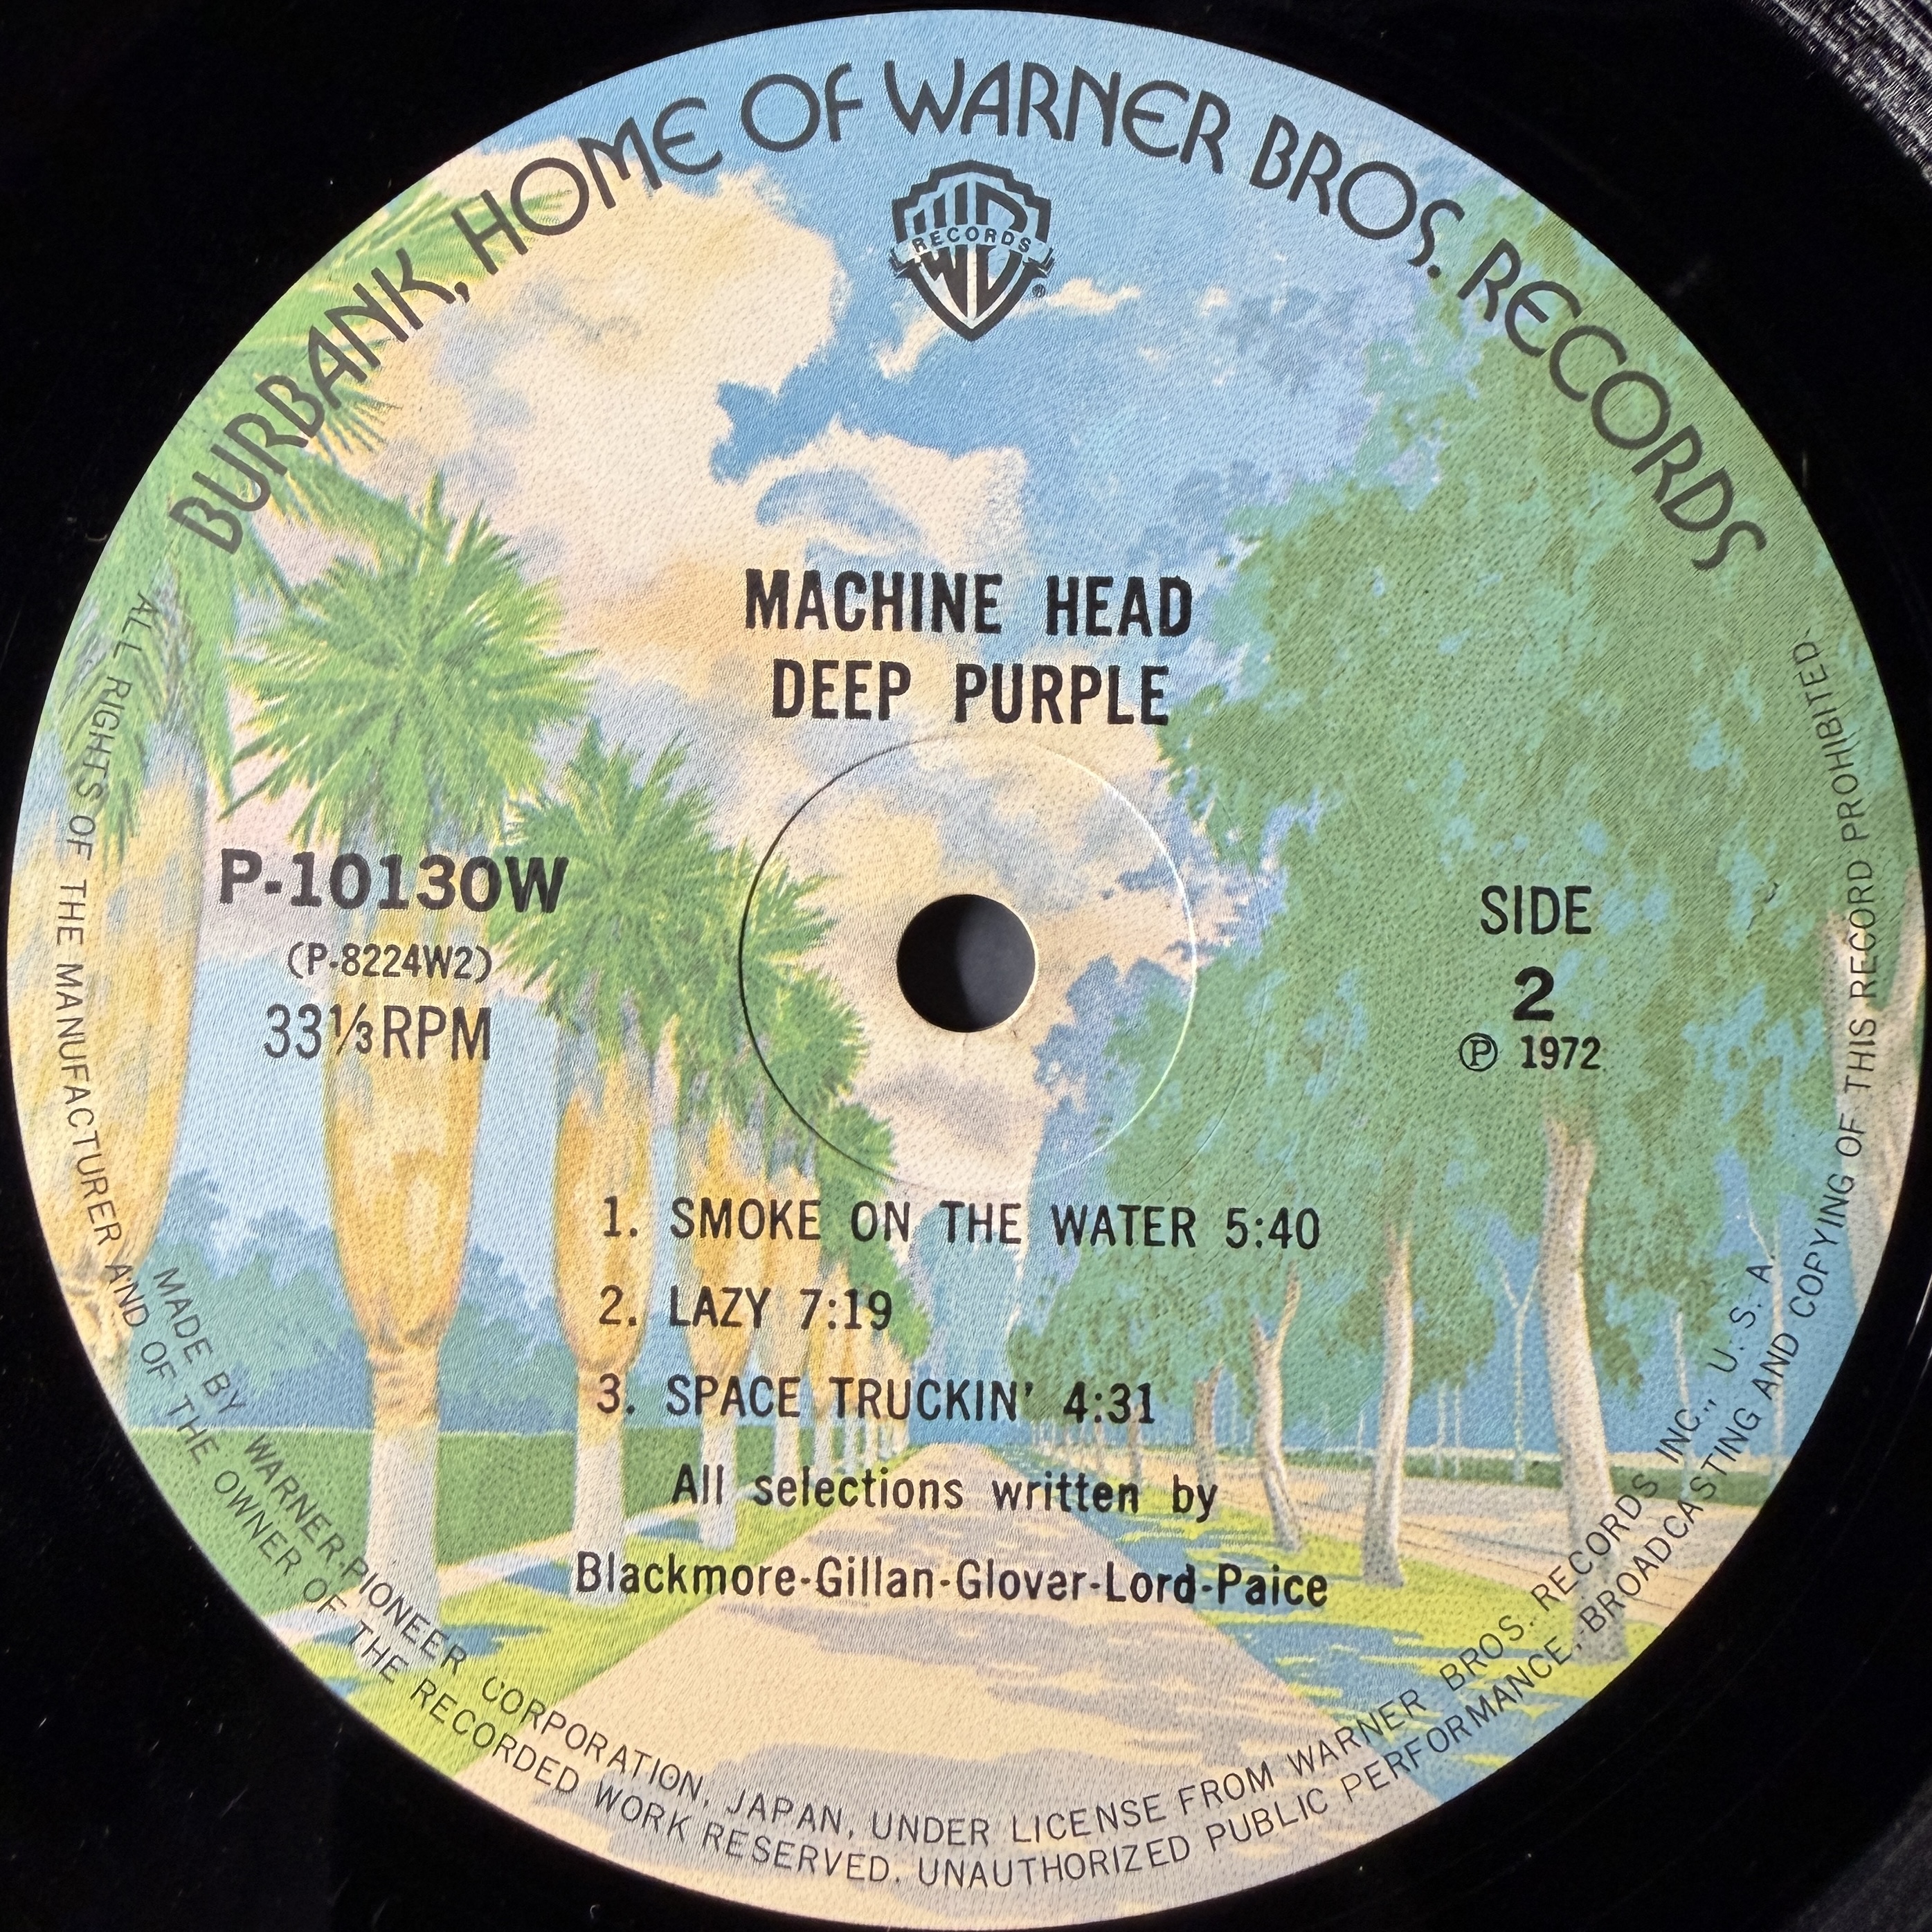 BURBANK, HOME OF WARNER BROS. RECORDS
RECORDS
®
MACHINE HEAD
DEEP PURPLE
P-10130W
(P-8224W2)
33⅓ RPM
SIDE
2
Ⓟ 1972
1. SMOKE ON THE WATER 5:40
2. LAZY 7:19
3. SPACE TRUCKIN' 4:31
All selections written by
Blackmore-Gillan-Glover-Lord-Paice
MADE BY WARNER-PIONEER CORPORATION, JAPAN, UNDER LICENSE FROM WARNER BROS. RECORDS INC., U. S. A.
ALL RIGHTS OF THE MANUFACTURER AND OF THE OWNER OF THE RECORDED WORK RESERVED. UNAUTHORIZED PUBLIC PERFORMANCE, BROADCASTING AND COPYING OF THIS RECORD PROHIBITED